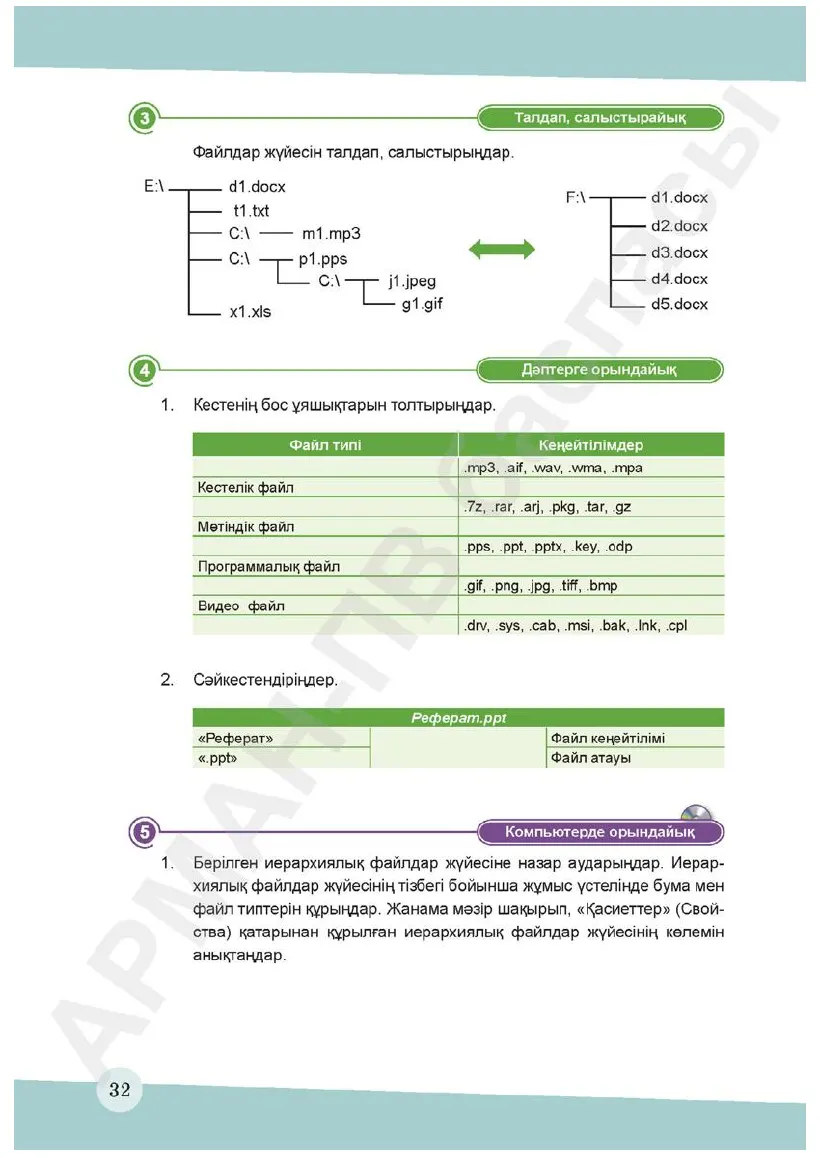 3
Талдап, салыстырайық
Файлдар жүйесін талдап, салыстырыңдар.
E:\ d1.docx
t1.txt
C:\ m1.mp3
C:\ p1.pps
C:\ j1.jpeg
g1.gif
x1.xls
F:\ d1.docx
d2.docx
d3.docx
d4.docx
d5.docx
4
Дәптерге орындайық
1. Кестенің бос ұяшықтарын толтырыңдар.
Файл типі Кеңейтілімдер
.mp3, .aif, .wav, .wma, .mpa
Кестелік файл
.7z, .rar, .arj, .pkg, .tar, .gz
Мәтіндік файл
.pps, .ppt, .pptx, .key, .odp
Программалық файл
.gif, .png, .jpg, .tiff, .bmp
Видео файл
.drv, .sys, .cab, .msi, .bak, .lnk, .cpl
2. Сәйкестендіріңдер.
Реферат.ppt
«Реферат» Файл кеңейтілімі
«.ppt» Файл атауы
5
Компьютерде орындайық
1. Берілген иерархиялық файлдар жүйесіне назар аударыңдар. Иерар-
хиялық файлдар жүйесінің тізбегі бойынша жұмыс үстелінде бума мен
файл типтерін құрыңдар. Жанама мәзір шақырып, «Қасиеттер» (Свой-
ства) қатарынан құрылған иерархиялық файлдар жүйесінің көлемін
анықтаңдар.
32
АРМАН-ПВ баспасы